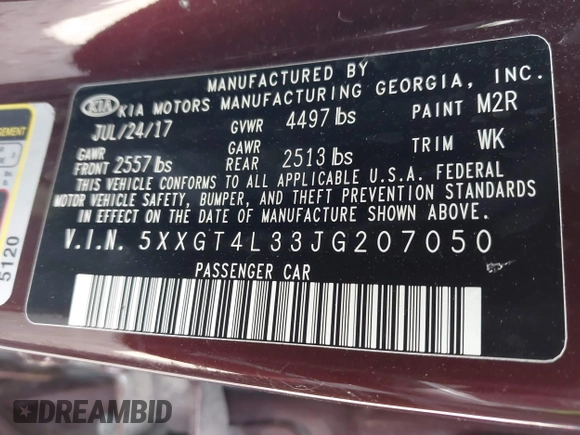 MANUFACTURED BY
KIA KIA MOTORS MANUFACTURING GEORGIA, INC.
JUL/24/17 GVWR 4497 lbs PAINT M2R
GAWR FRONT 2557 lbs GAWR REAR 2513 lbs TRIM WK
THIS VEHICLE CONFORMS TO ALL APPLICABLE U.S.A. FEDERAL
MOTOR VEHICLE SAFETY, BUMPER, AND THEFT PREVENTION STANDARDS
IN EFFECT ON THE DATE OF MANUFACTURE SHOWN ABOVE.
V.I.N. 5XXGT4L33JG207050
PASSENGER CAR
5120
DREAMBID